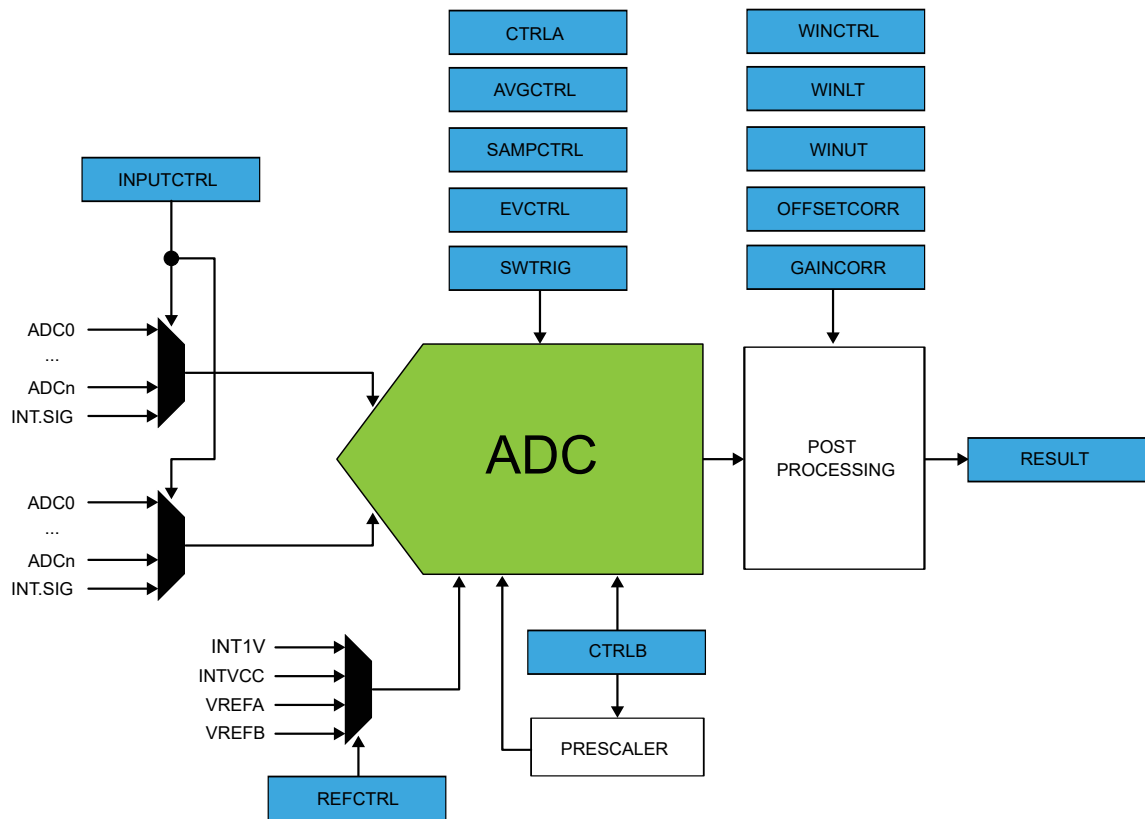 CTRLA
AVGCTRL
SAMPCTRL
EVCTRL
SWTRIG
WINCTRL
WINLT
WINUT
OFFSETCORR
GAINCORR
INPUTCTRL
ADC0
...
ADCn
INT.SIG
ADC0
...
ADCn
INT.SIG
ADC
POST
PROCESSING
RESULT
INT1V
INTVCC
VREFA
VREFB
CTRLB
PRESCALER
REFCTRL